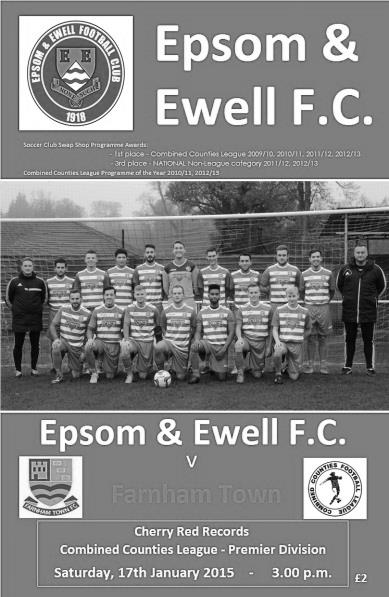 EPSOM & EWELL FOOTBALL CLUB
E E
1918
Epsom &
Ewell F.C.
Soccer Club Swap Shop Programme Awards:
- 1st place - Combined Counties League 2009/10, 2010/11, 2011/12, 2012/13
- 3rd place - NATIONAL Non-League category 2011/12, 2012/13
Combined Counties League Programme of the Year 2010/11, 2012/13
Epsom & Ewell F.C.
V
Farnham Town
FARNHAM TOWN FC
COMBINED COUNTIES FOOTBALL LEAGUE
Cherry Red Records
Combined Counties League - Premier Division
Saturday, 17th January 2015 - 3.00 p.m.
£2